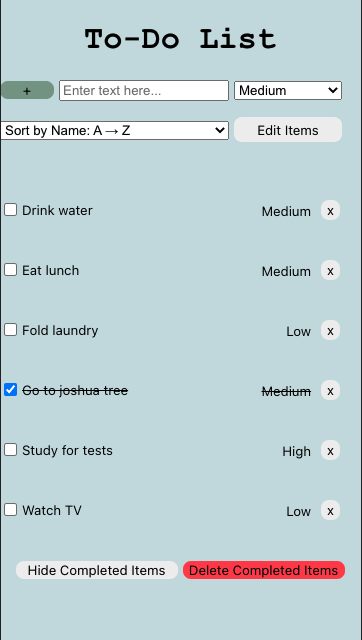 To-Do List
+ Enter text here... Medium
Sort by Name: A → Z Edit Items
Drink water Medium x
Eat lunch Medium x
Fold laundry Low x
Go to joshua tree Medium x
Study for tests High x
Watch TV Low x
Hide Completed Items Delete Completed Items